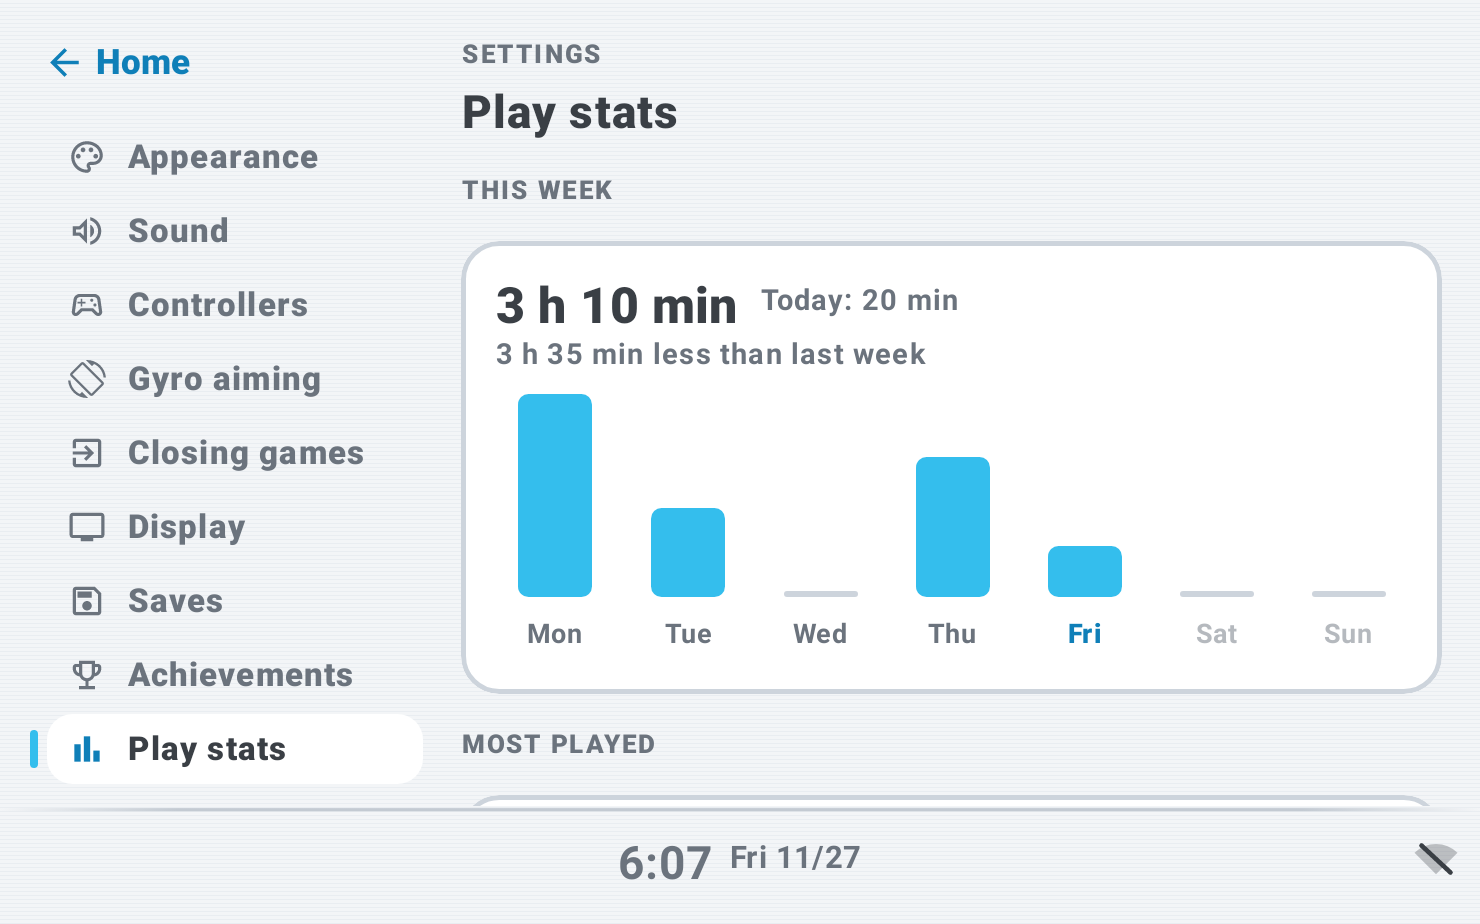 Home
Appearance
Sound
Controllers
Gyro aiming
Closing games
Display
Saves
Achievements
Play stats
SETTINGS
Play stats
THIS WEEK
3 h 10 min Today: 20 min
3 h 35 min less than last week
Mon Tue Wed Thu Fri Sat Sun
MOST PLAYED
6:07 Fri 11/27